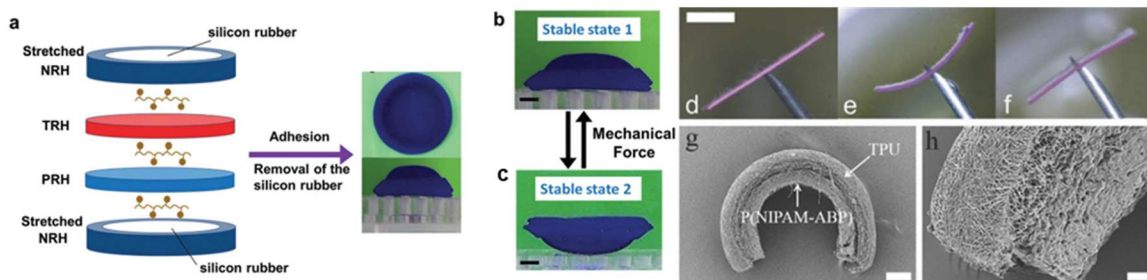 a
silicon rubber
Stretched
NRH
TRH
PRH
Stretched
NRH
silicon rubber
Adhesion
Removal of the
silicon rubber
b
Stable state 1
Mechanical
Force
c
Stable state 2
d
e
f
g
TPU
P(NIPAM-ABP)
h